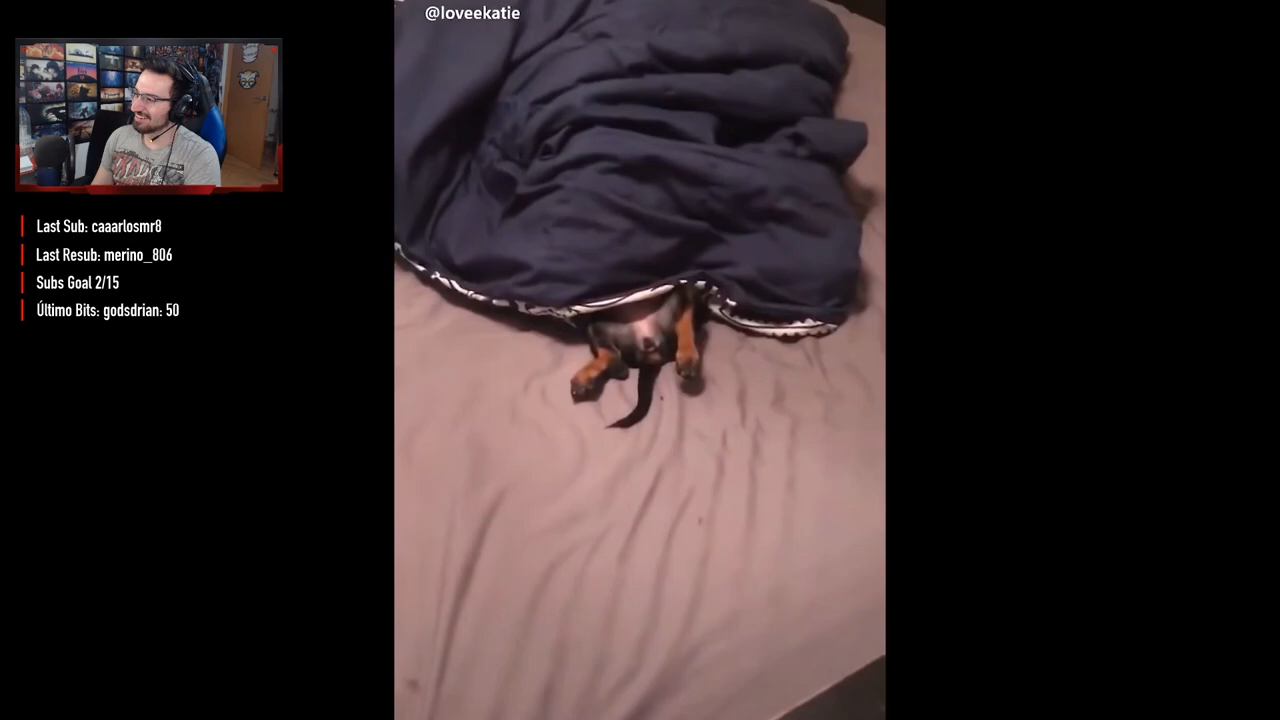 @loveekatie
Last Sub: caaarlosmr8
Last Resub: merino_806
Subs Goal 2/15
Último Bits: godsdrian: 50